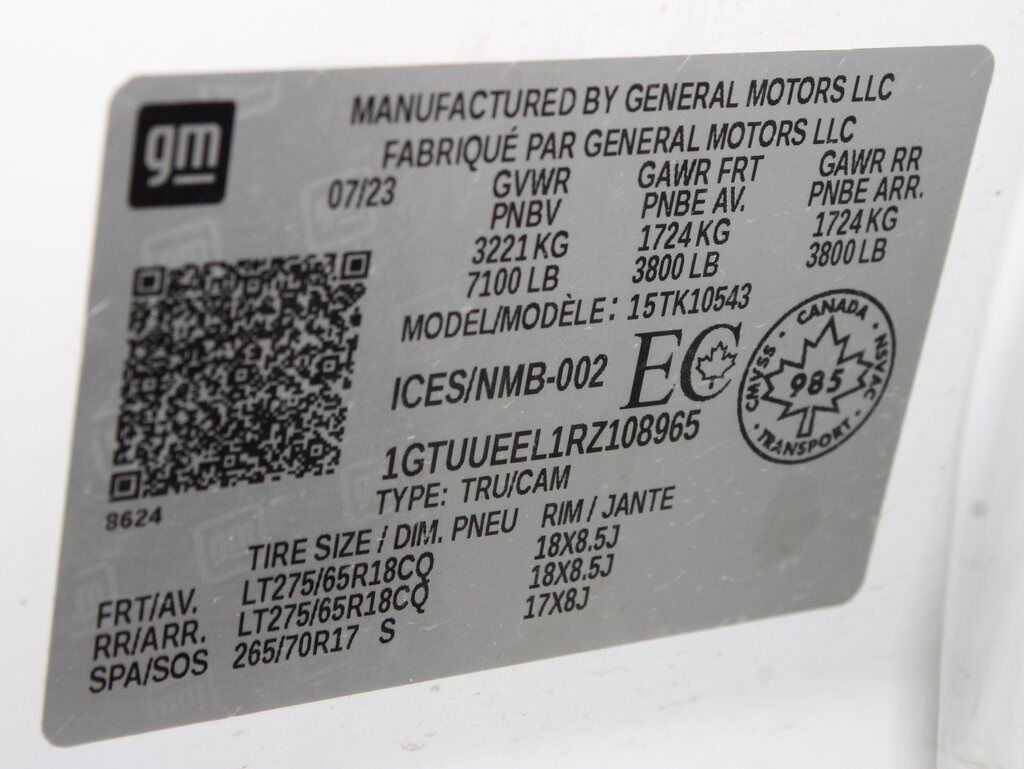 gm
MANUFACTURED BY GENERAL MOTORS LLC
FABRIQUÉ PAR GENERAL MOTORS LLC
07/23 GVWR GAWR FRT GAWR RR
PNBV PNBE AV. PNBE ARR.
3221 KG 1724 KG 1724 KG
7100 LB 3800 LB 3800 LB
MODEL/MODÈLE: 15TK10543
ICES/NMB-002 EC
CANADA
CMVSS 985 NSVAC
TRANSPORT
1GTUUEEL1RZ108965
TYPE: TRU/CAM
8624
TIRE SIZE / DIM. PNEU RIM / JANTE
FRT/AV. LT275/65R18CQ 18X8.5J
RR/ARR. LT275/65R18CQ 18X8.5J
SPA/SOS 265/70R17 S 17X8J